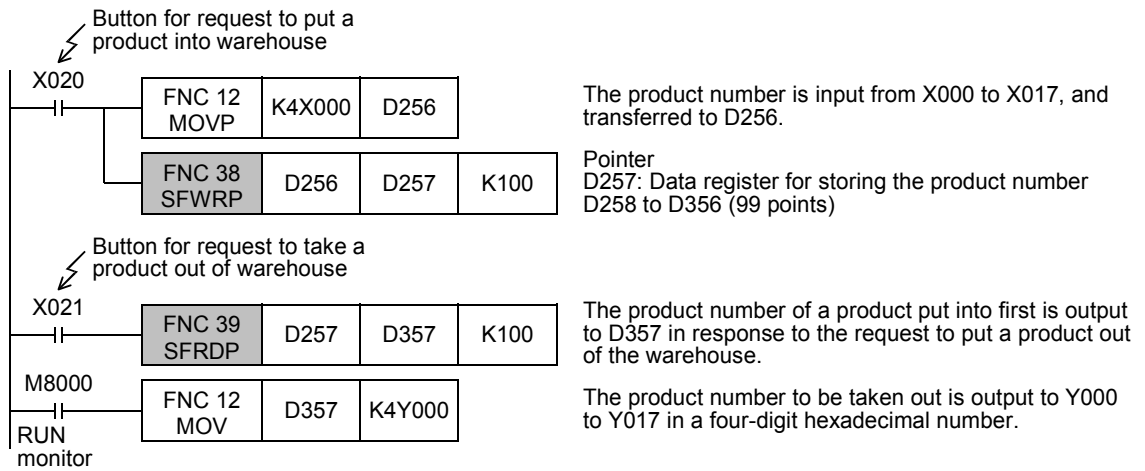 Button for request to put a
product into warehouse
X020
FNC 12
MOVP
K4X000
D256
The product number is input from X000 to X017, and
transferred to D256.
FNC 38
SFWRP
D256
D257
K100
Pointer
D257: Data register for storing the product number
D258 to D356 (99 points)
Button for request to take a
product out of warehouse
X021
FNC 39
SFRDP
D257
D357
K100
The product number of a product put into first is output
to D357 in response to the request to put a product out
of the warehouse.
M8000
RUN
monitor
FNC 12
MOV
D357
K4Y000
The product number to be taken out is output to Y000
to Y017 in a four-digit hexadecimal number.